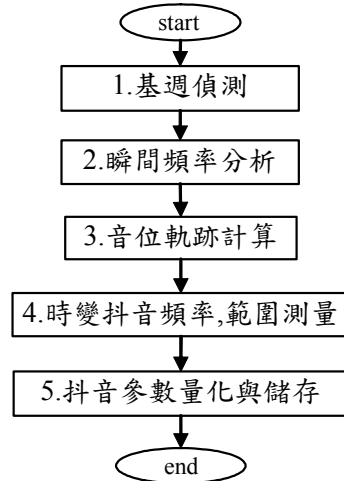 start
1.基週偵測
2.瞬間頻率分析
3.音位軌跡計算
4.時變抖音頻率,範圍測量
5.抖音參數量化與儲存
end